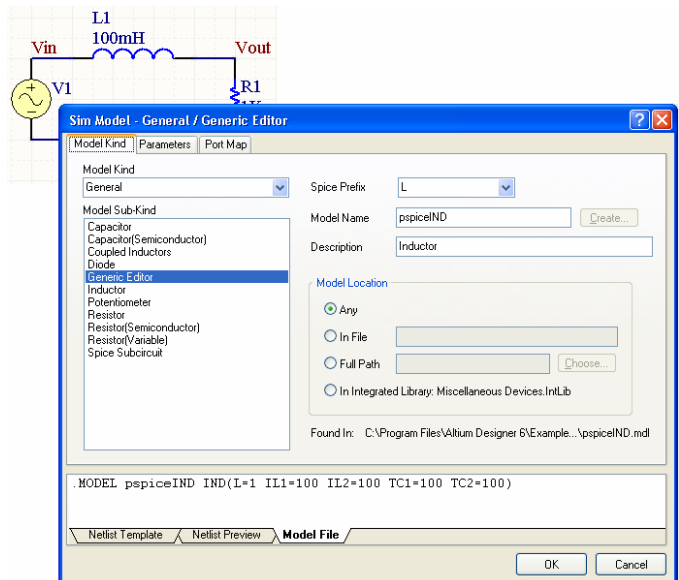 L1
100mH
Vin
Vout
V1
R1
1K
Sim Model - General / Generic Editor
Model Kind
Parameters
Port Map
Model Kind
General
Model Sub-Kind
Capacitor
Capacitor(Semiconductor)
Coupled Inductors
Diode
Generic Editor
Inductor
Potentiometer
Resistor
Resistor(Semiconductor)
Resistor(Variable)
Spice Subcircuit
Spice Prefix
L
Model Name
pspiceIND
Create...
Description
Inductor
Model Location
Any
In File
Full Path
Choose...
In Integrated Library: Miscellaneous Devices.IntLib
Found In: C:\Program Files\Altium Designer 6\Example...\pspiceIND.mdl
.MODEL pspiceIND IND(L=1 IL1=100 IL2=100 TC1=100 TC2=100)
Netlist Template
Netlist Preview
Model File
OK
Cancel